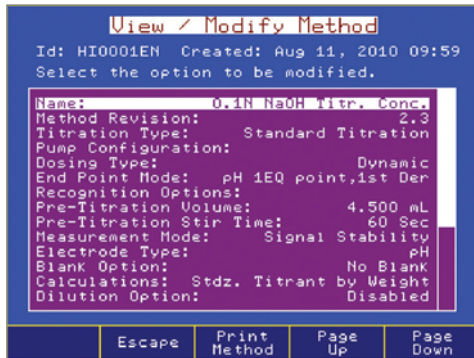 View / Modify Method
Id: HI0001EN Created: Aug 11, 2010 09:59
Select the option to be modified.
Name: 0.1N NaOH Titr. Conc.
Method Revision: 2.3
Titration Type: Standard Titration
Pump Configuration:
Dosing Type: Dynamic
End Point Mode: pH 1EQ point,1st Der
Recognition Options:
Pre-Titration Volume: 4.500 mL
Pre-Titration Stir Time: 60 Sec
Measurement Mode: Signal Stability
Electrode Type: pH
Blank Option: No Blank
Calculations: Stdz. Titrant by Weight
Dilution Option: Disabled
Escape Print Method Page Up Page Down